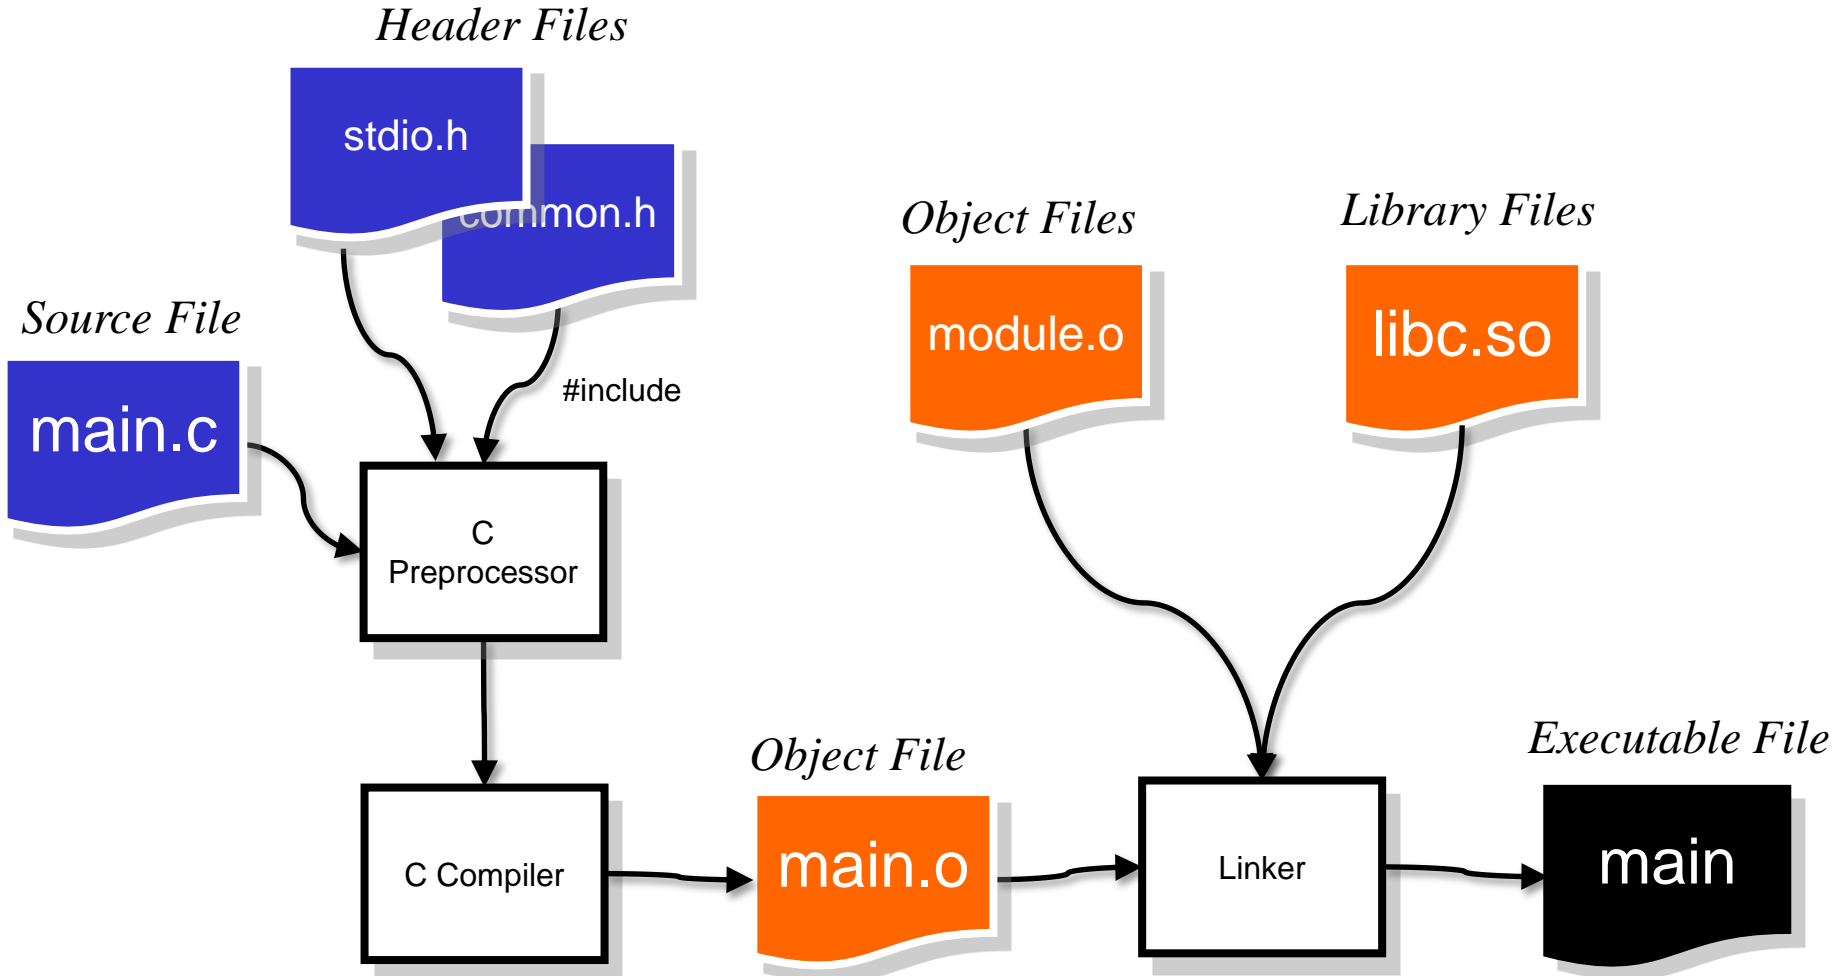 Header Files
stdio.h
common.h
Object Files
Library Files
Source File
module.o
libc.so
#include
main.c
C
Preprocessor
Object File
Executable File
C Compiler
main.o
Linker
main